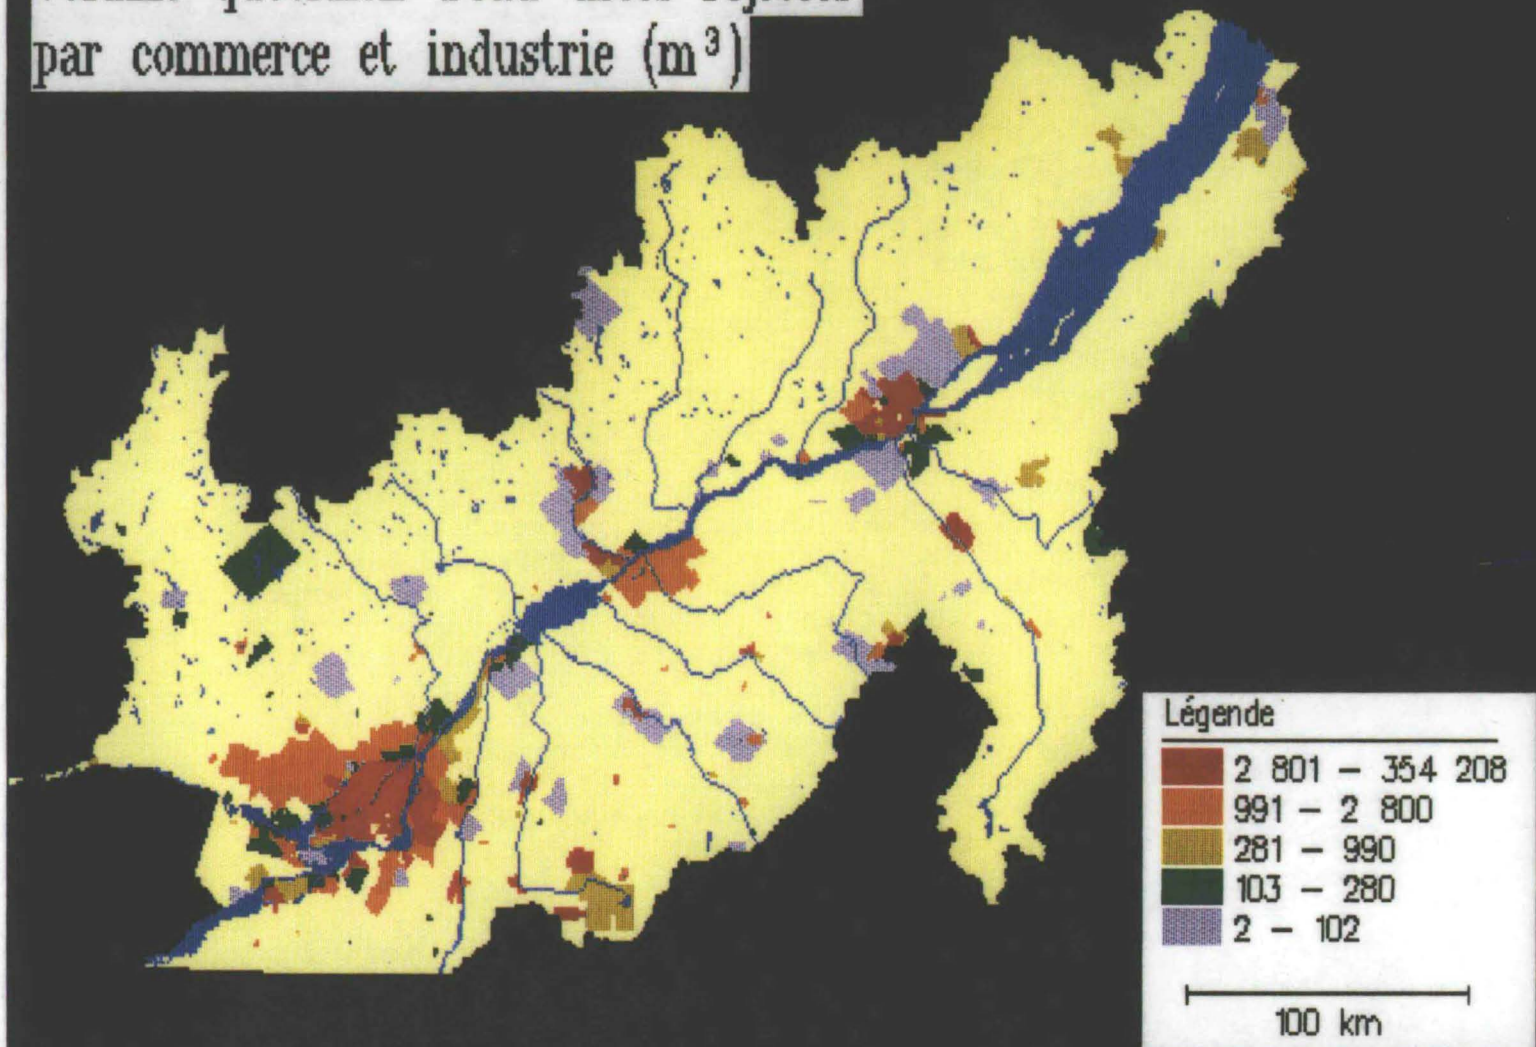 par commerce et industrie (m³)
Légende
2 801 – 354 208
991 – 2 800
281 – 990
103 – 280
2 – 102
100 km